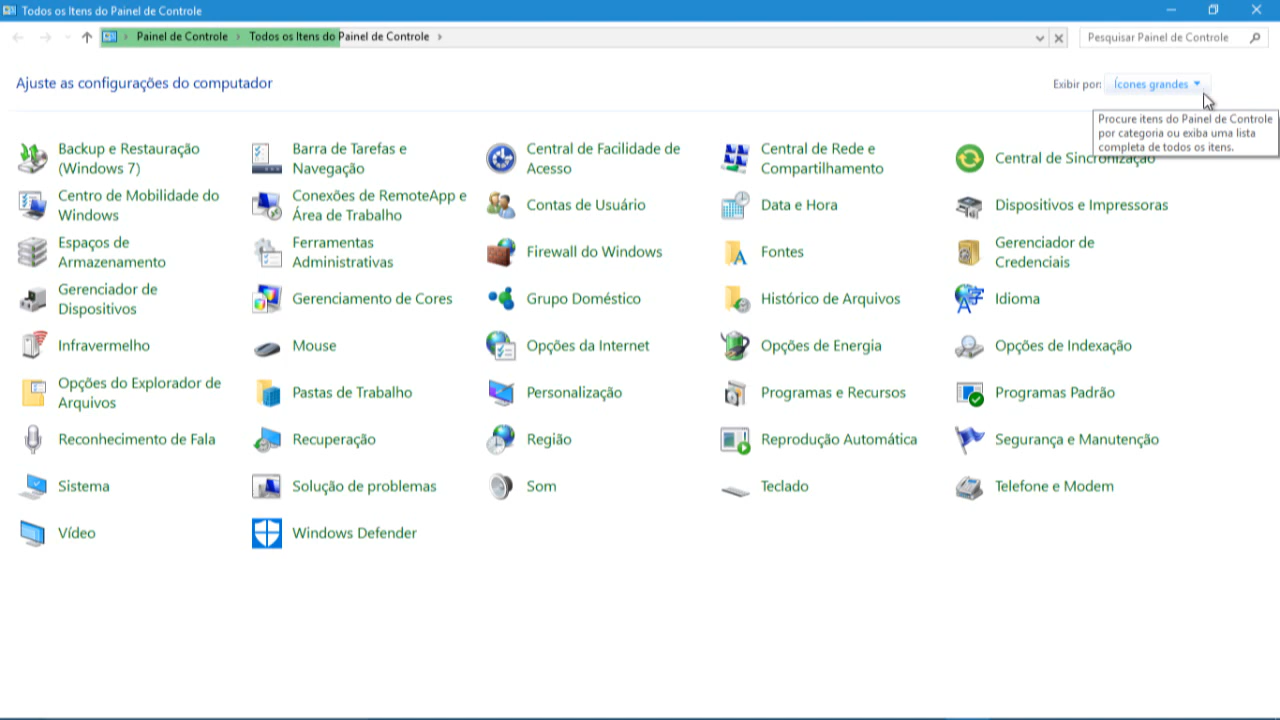 Todos os Itens do Painel de Controle
Painel de Controle
Todos os Itens do Painel de Controle
Pesquisar Painel de Controle
Ajuste as configurações do computador
Exibir por:
Ícones grandes
Procure itens do Painel de Controle
por categoria ou exiba uma lista
completa de todos os itens.
Backup e Restauração
(Windows 7)
Barra de Tarefas e
Navegação
Central de Facilidade de
Acesso
Central de Rede e
Compartilhamento
Central de Sincronização
Centro de Mobilidade do
Windows
Conexões de RemoteApp e
Área de Trabalho
Contas de Usuário
Data e Hora
Dispositivos e Impressoras
Espaços de
Armazenamento
Ferramentas
Administrativas
Firewall do Windows
Fontes
Gerenciador de
Credenciais
Gerenciador de
Dispositivos
Gerenciamento de Cores
Grupo Doméstico
Histórico de Arquivos
Idioma
Infravermelho
Mouse
Opções da Internet
Opções de Energia
Opções de Indexação
Opções do Explorador de
Arquivos
Pastas de Trabalho
Personalização
Programas e Recursos
Programas Padrão
Reconhecimento de Fala
Recuperação
Região
Reprodução Automática
Segurança e Manutenção
Sistema
Solução de problemas
Som
Teclado
Telefone e Modem
Vídeo
Windows Defender